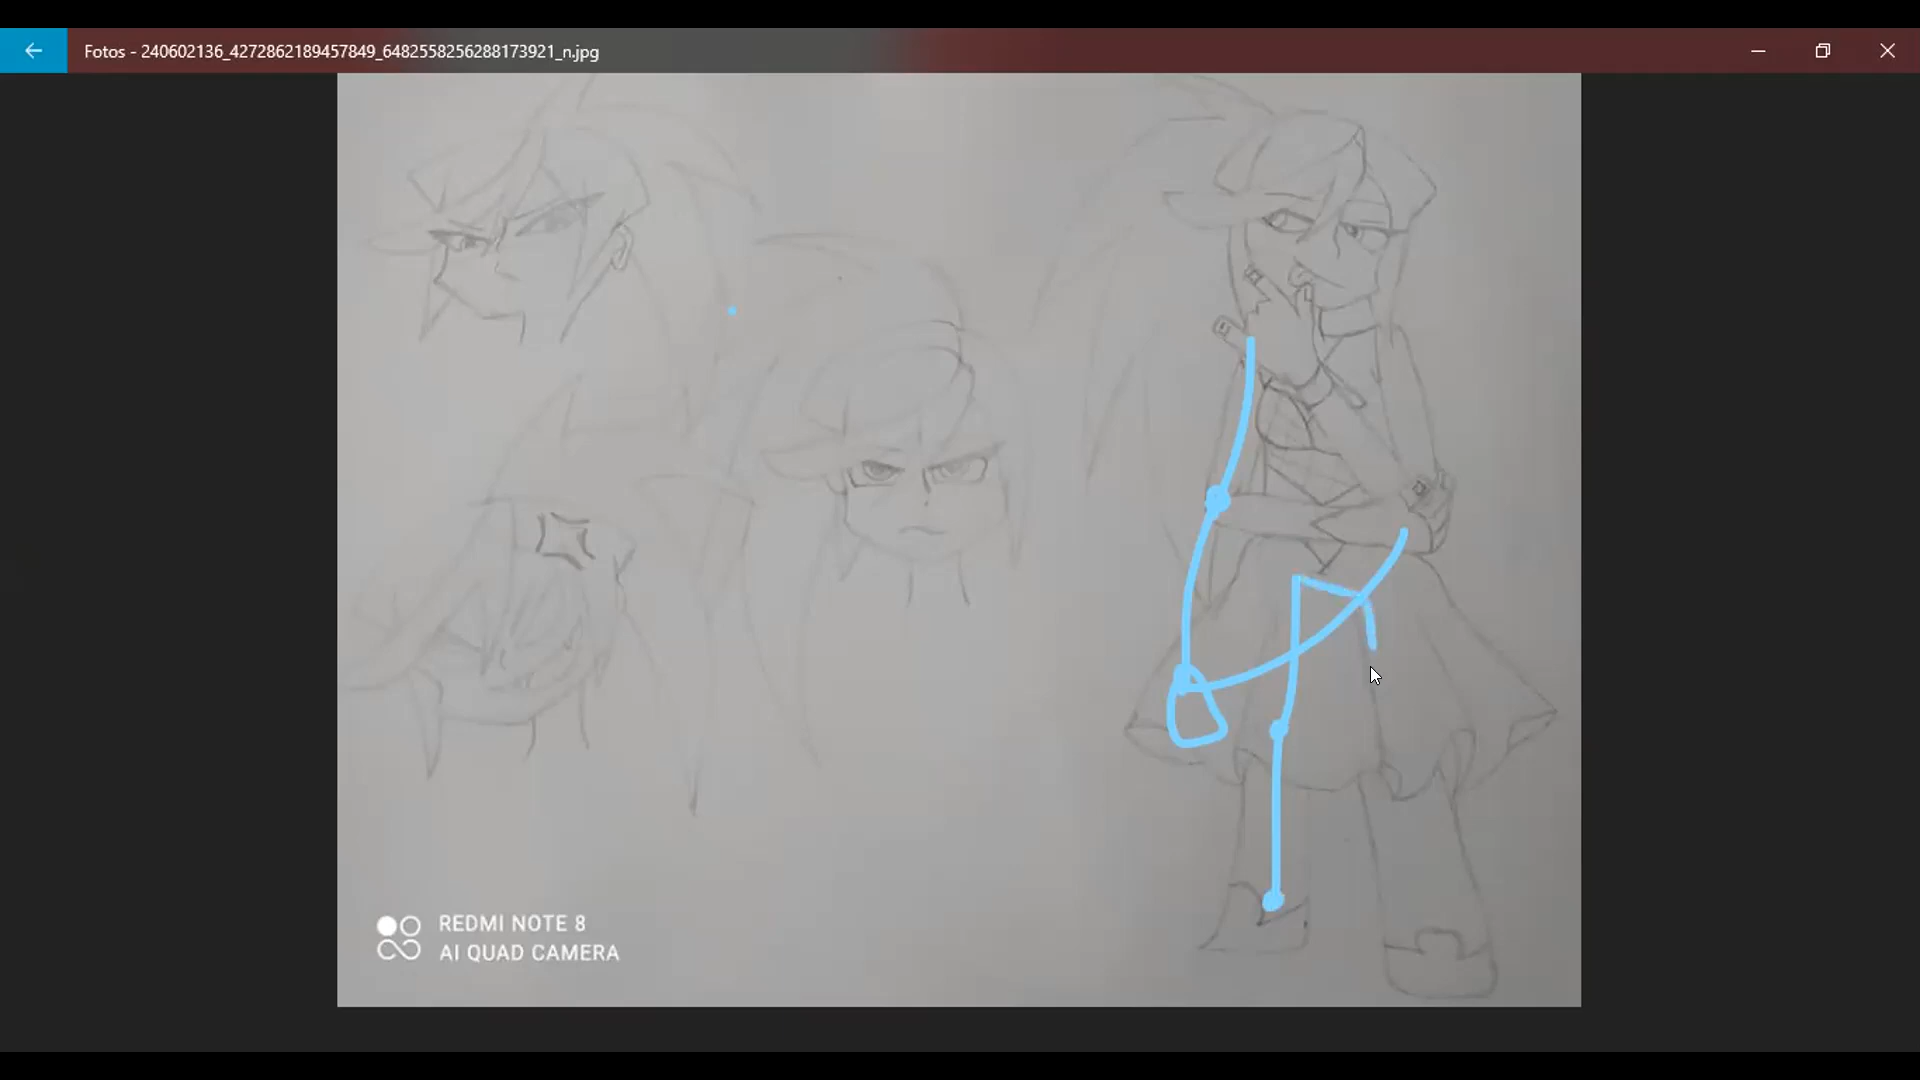 Fotos - 240602136_4272862189457849_6482558256288173921_n.jpg
REDMI NOTE 8
AI QUAD CAMERA